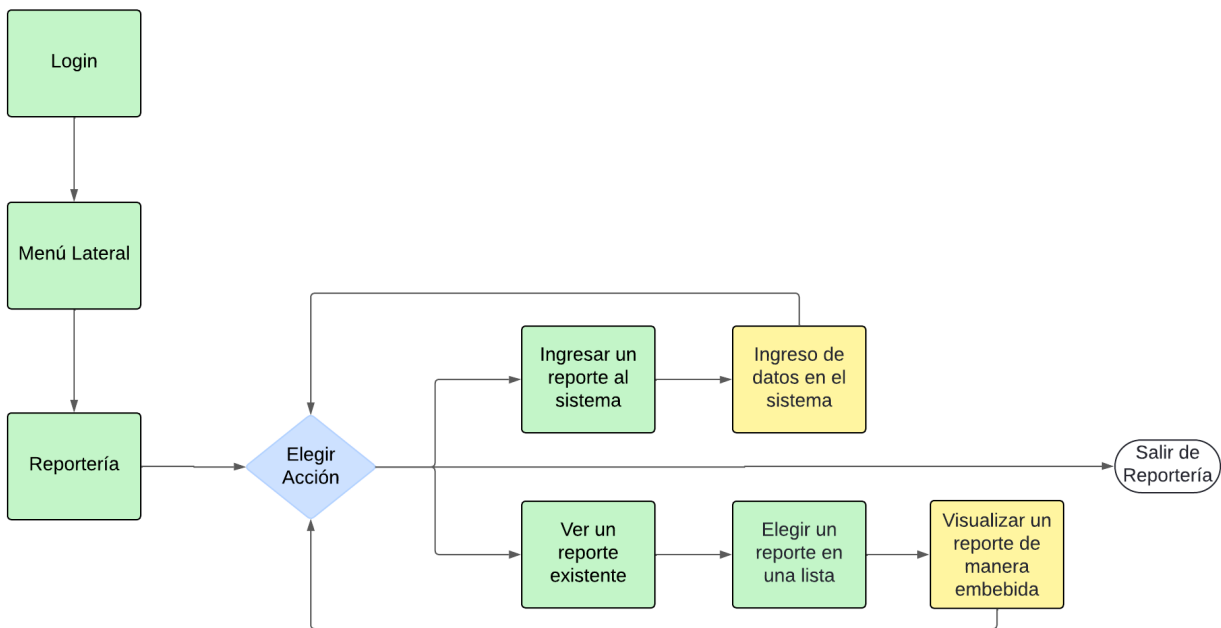 Login
Menú Lateral
Reportería
Elegir
Acción
Ingresar un
reporte al
sistema
Ingreso de
datos en el
sistema
Salir de
Reportería
Ver un
reporte
existente
Elegir un
reporte en
una lista
Visualizar un
reporte de
manera
embebida